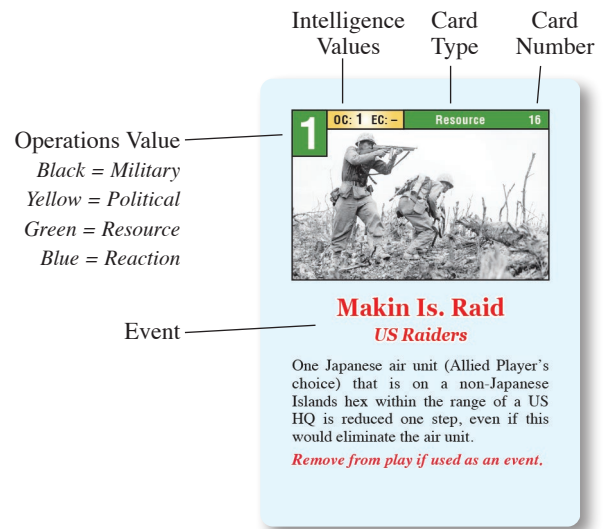 Intelligence Values
Card Type
Card Number
Operations Value
Black = Military
Yellow = Political
Green = Resource
Blue = Reaction
Event
1
OC: 1 EC: –
Resource
16
Makin Is. Raid
US Raiders
One Japanese air unit (Allied Player's
choice) that is on a non-Japanese
Islands hex within the range of a US
HQ is reduced one step, even if this
would eliminate the air unit.
Remove from play if used as an event.